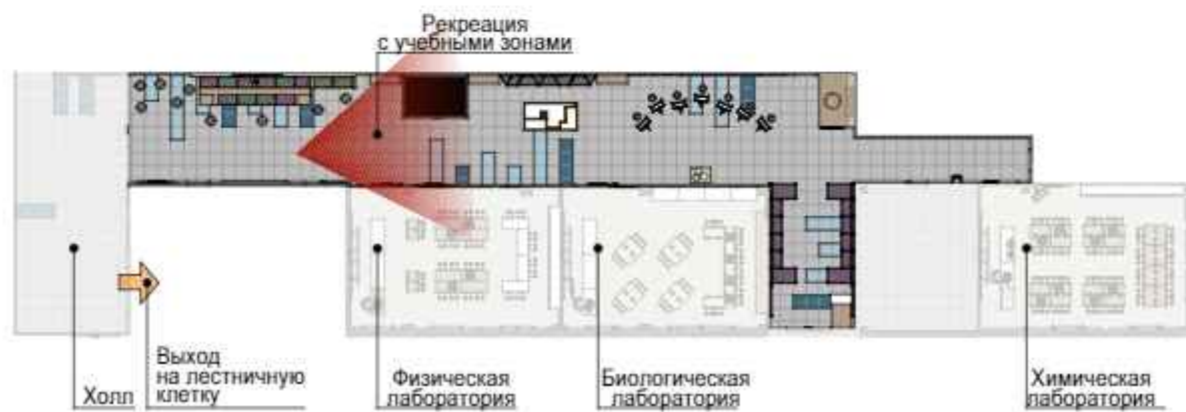 Рекреация
с учебными зонами
Холл
Выход
на лестничную
клетку
Физическая
лаборатория
Биологическая
лаборатория
Химическая
лаборатория